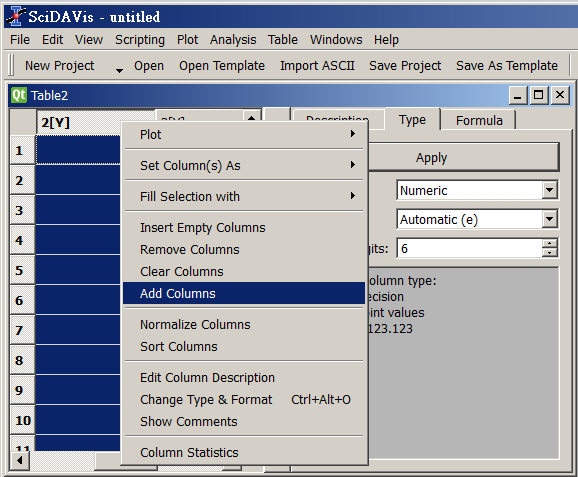 SciDAVis - untitled
File Edit View Scripting Plot Analysis Table Windows Help
New Project Open Open Template Import ASCII Save Project Save As Template
Qt Table2
2[Y] Description Type Formula
Plot
Set Column(s) As
Fill Selection with
Insert Empty Columns
Remove Columns
Clear Columns
Add Columns
Normalize Columns
Sort Columns
Edit Column Description
Change Type & Format Ctrl+Alt+O
Show Comments
Column Statistics
1
2
3
4
5
6
7
8
9
10
11
Apply
Numeric
Automatic (e)
gits: 6
olumn type:
cision
int values
123.123